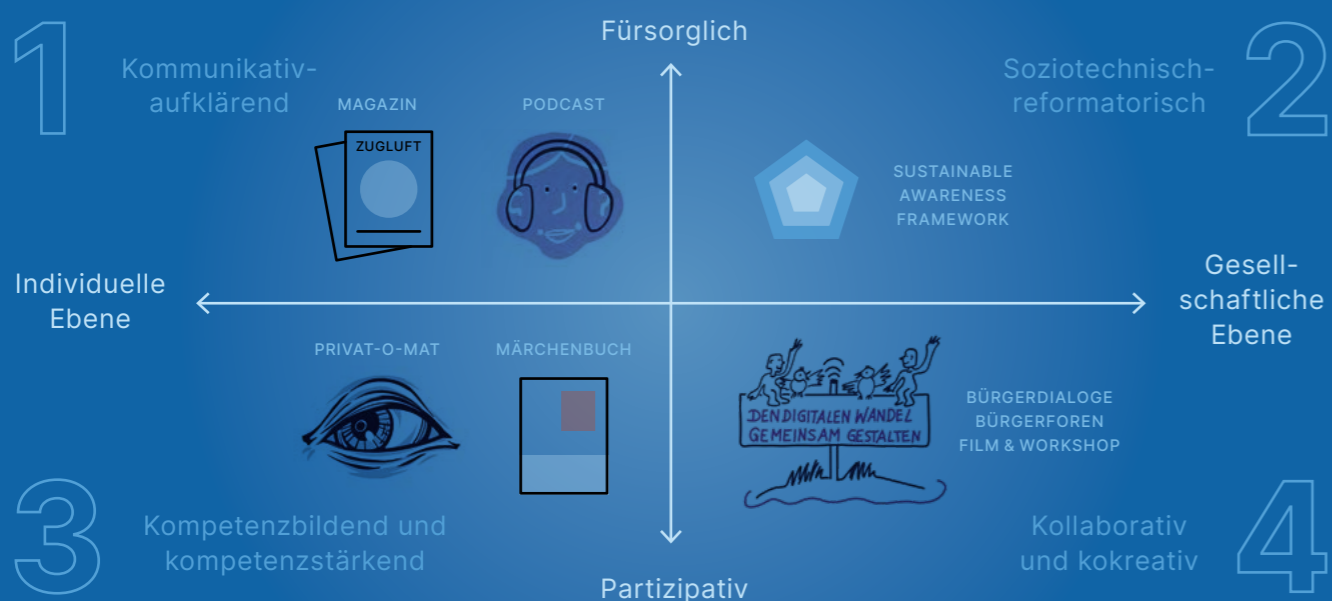 Fürsorglich
1
Kommunikativ-
aufklärend
MAGAZIN
ZUGLUFT
PODCAST
Soziotechnisch-
reformatorisch
2
SUSTAINABLE
AWARENESS
FRAMEWORK
Individuelle
Ebene
Gesell-
schaftliche
Ebene
PRIVAT-O-MAT
MÄRCHENBUCH
DEN DIGITALEN WANDEL
GEMEINSAM GESTALTEN
BÜRGERDIALOGE
BÜRGERFOREN
FILM & WORKSHOP
3
Kompetenzbildend und
kompetenzstärkend
Kollaborativ
und kokreativ
4
Partizipativ